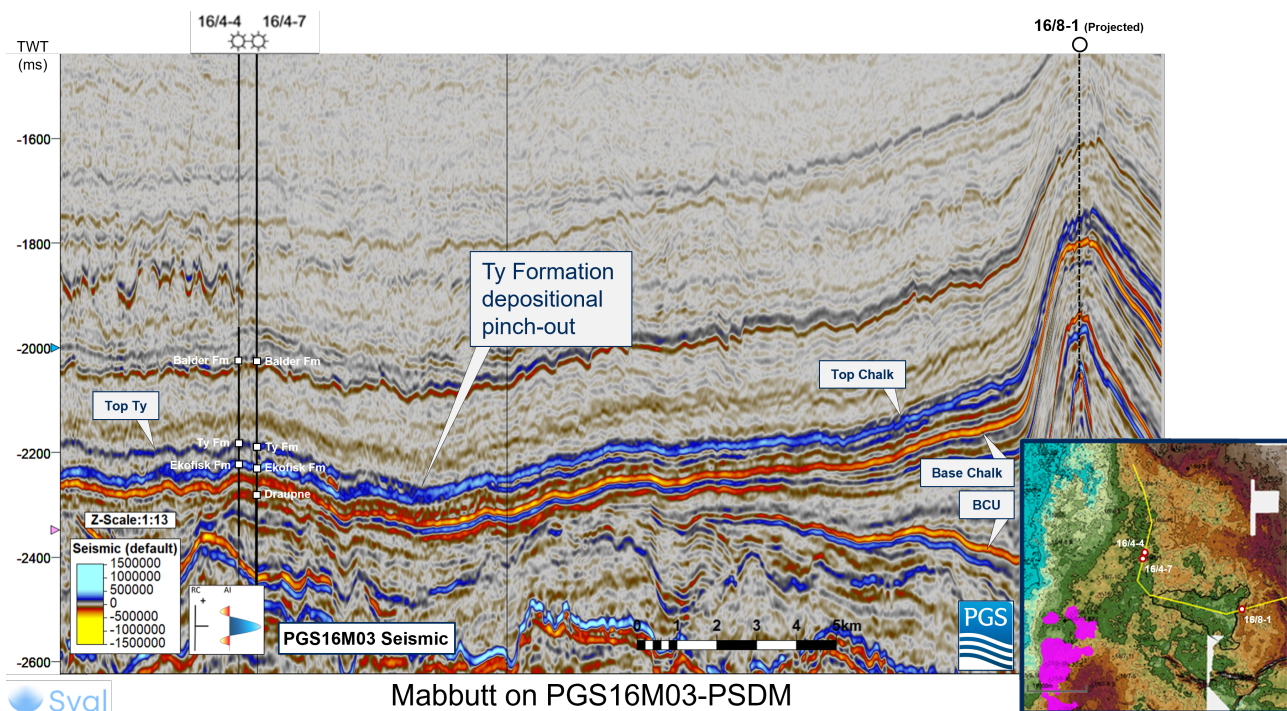 16/4-4 16/4-7
16/8-1 (Projected)
TWT
(ms)
-1600
-1800
-2000
-2200
-2400
-2600
Ty Formation
depositional
pinch-out
Balder Fm Balder Fm
Top Chalk
Top Ty
Ty Fm Ty Fm
Ekofisk Fm Ekofisk Fm
Base Chalk
Draupne
BCU
Z-Scale:1:13
Seismic (default)
1500000
1000000
500000
0
-500000
-1000000
-1500000
RC AI
+
-
PGS16M03 Seismic
0 1 2 3 4 5km
PGS
16/4-4
16/4-7
16/8-1
Sval
Mabbutt on PGS16M03-PSDM